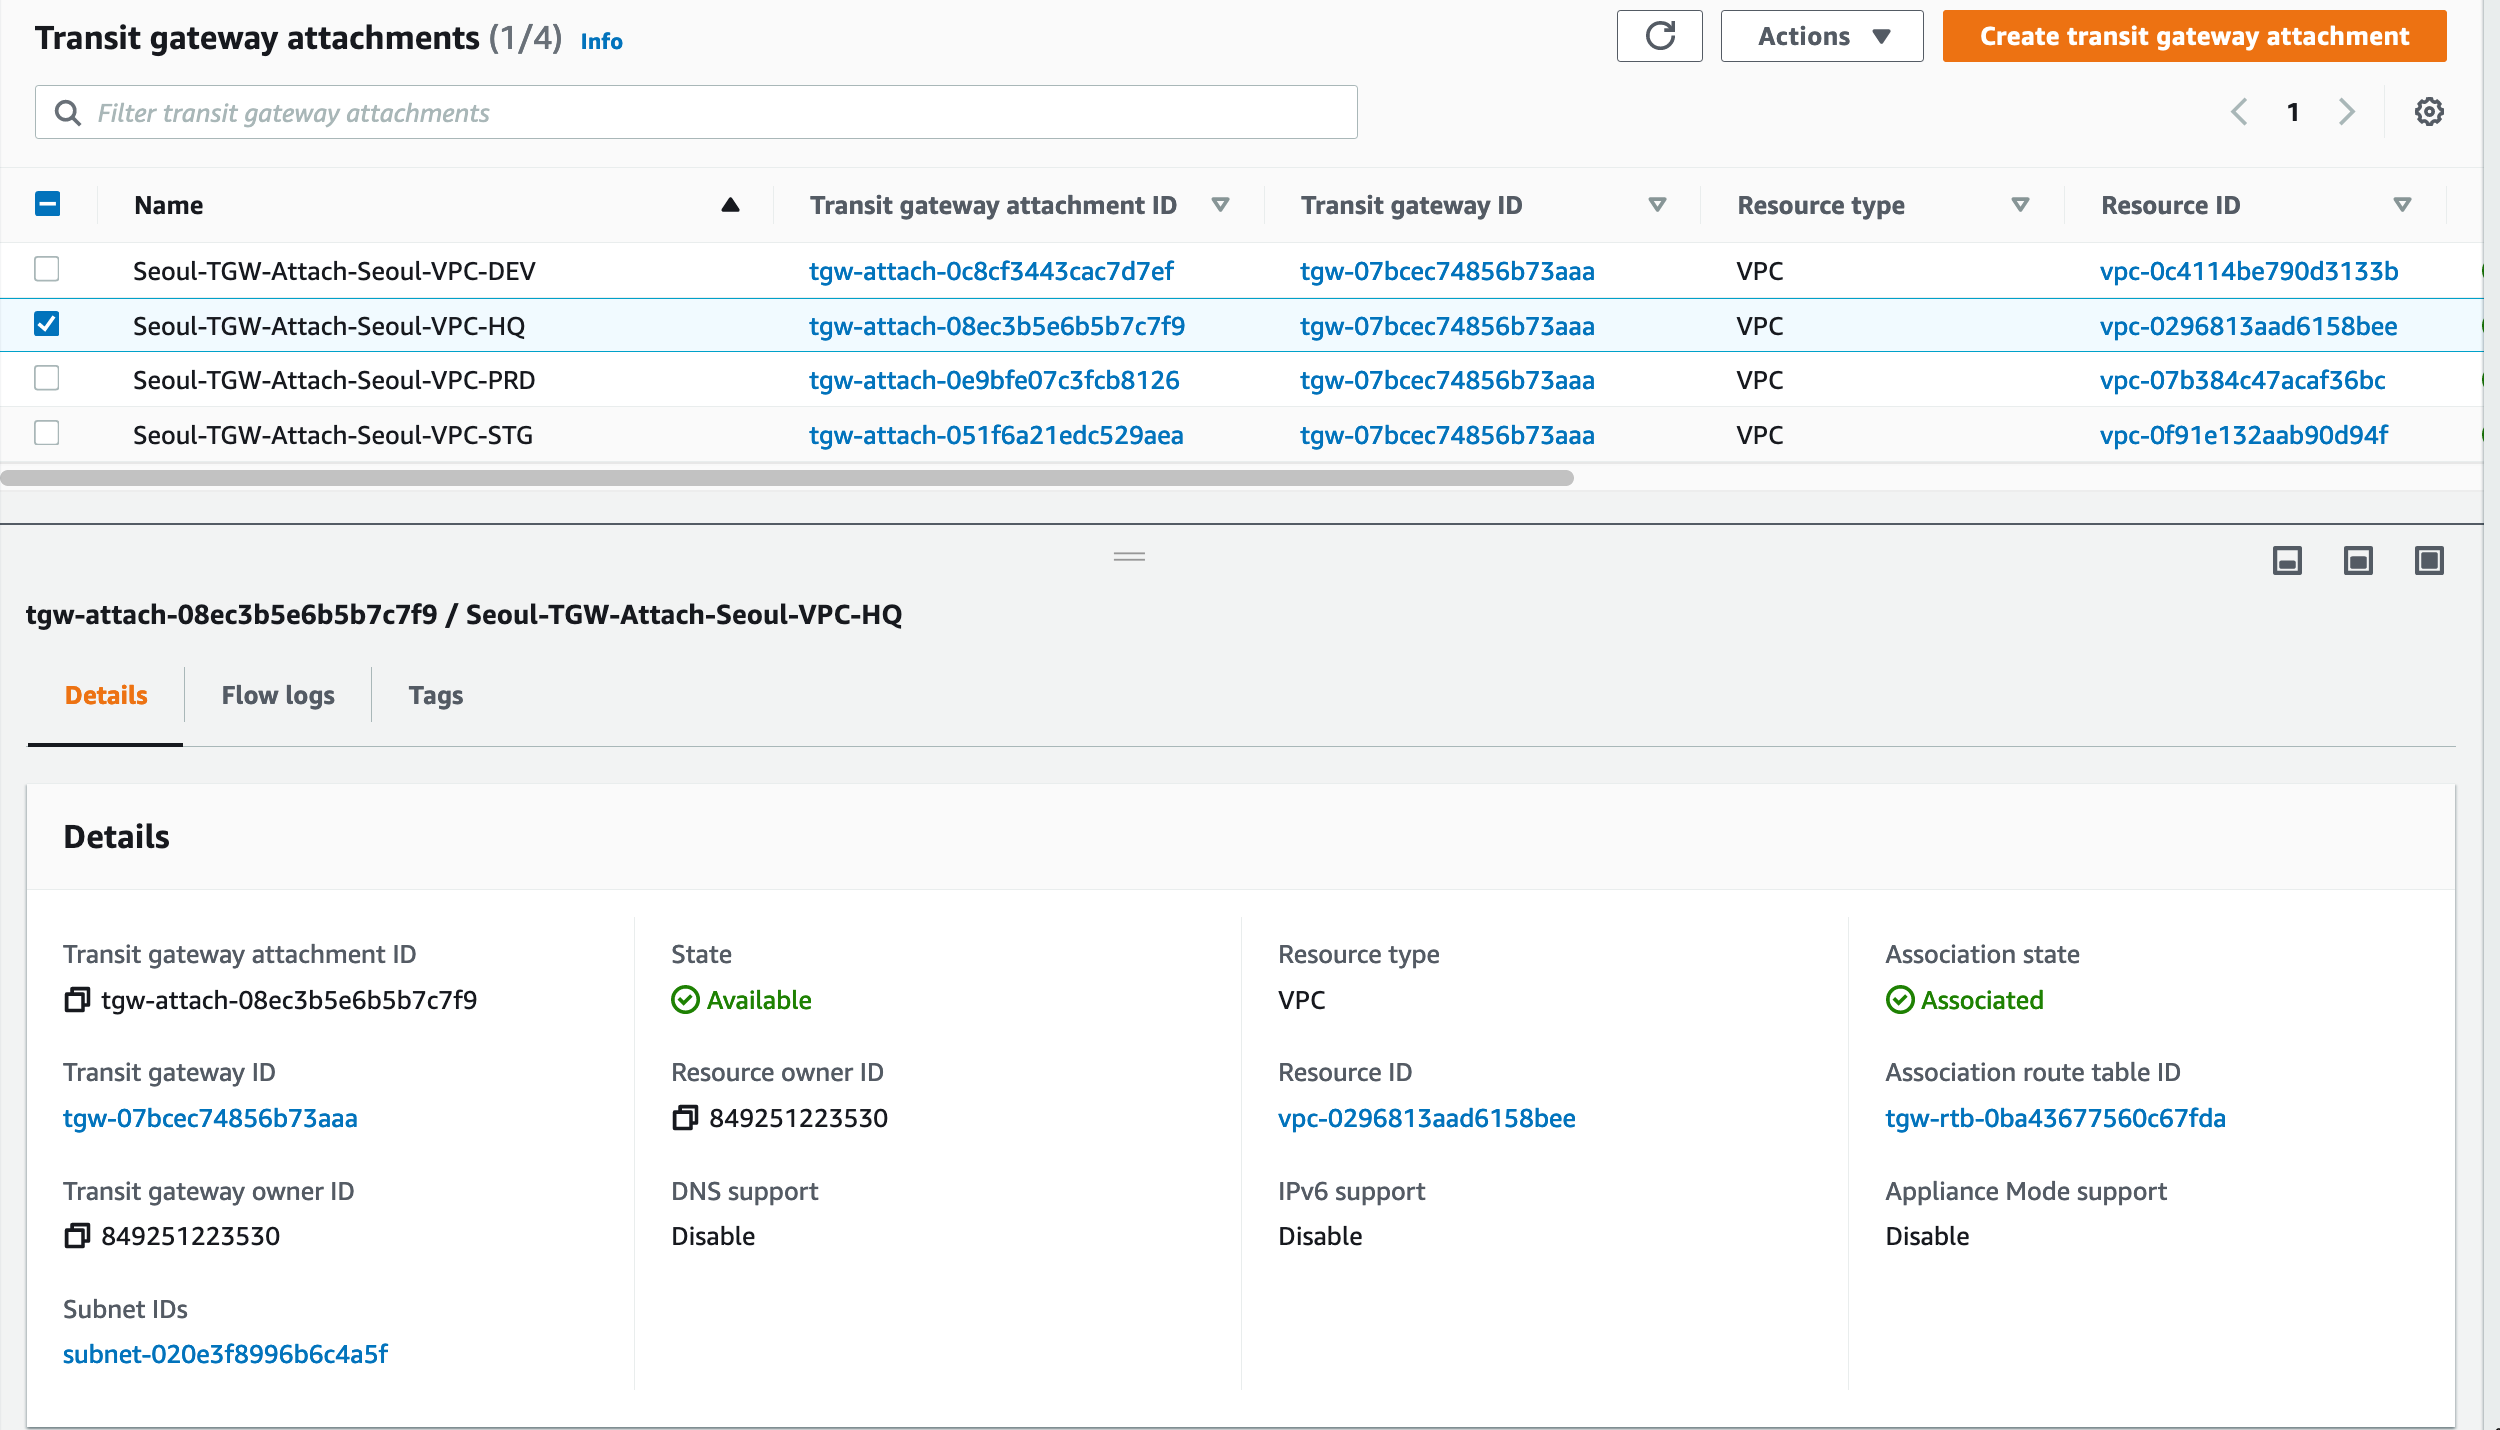 Transit gateway attachments (1/4) Info
Actions
Create transit gateway attachment
Filter transit gateway attachments
1
Name Transit gateway attachment ID Transit gateway ID Resource type Resource ID
Seoul-TGW-Attach-Seoul-VPC-DEV tgw-attach-0c8cf3443cac7d7ef tgw-07bcec74856b73aaa VPC vpc-0c4114be790d3133b
Seoul-TGW-Attach-Seoul-VPC-HQ tgw-attach-08ec3b5e6b5b7c7f9 tgw-07bcec74856b73aaa VPC vpc-0296813aad6158bee
Seoul-TGW-Attach-Seoul-VPC-PRD tgw-attach-0e9bfe07c3fcb8126 tgw-07bcec74856b73aaa VPC vpc-07b384c47acaf36bc
Seoul-TGW-Attach-Seoul-VPC-STG tgw-attach-051f6a21edc529aea tgw-07bcec74856b73aaa VPC vpc-0f91e132aab90d94f
tgw-attach-08ec3b5e6b5b7c7f9 / Seoul-TGW-Attach-Seoul-VPC-HQ
Details Flow logs Tags
Details
Transit gateway attachment ID State Resource type Association state
tgw-attach-08ec3b5e6b5b7c7f9 Available VPC Associated
Transit gateway ID Resource owner ID Resource ID Association route table ID
tgw-07bcec74856b73aaa 849251223530 vpc-0296813aad6158bee tgw-rtb-0ba43677560c67fda
Transit gateway owner ID DNS support IPv6 support Appliance Mode support
849251223530 Disable Disable Disable
Subnet IDs
subnet-020e3f8996b6c4a5f